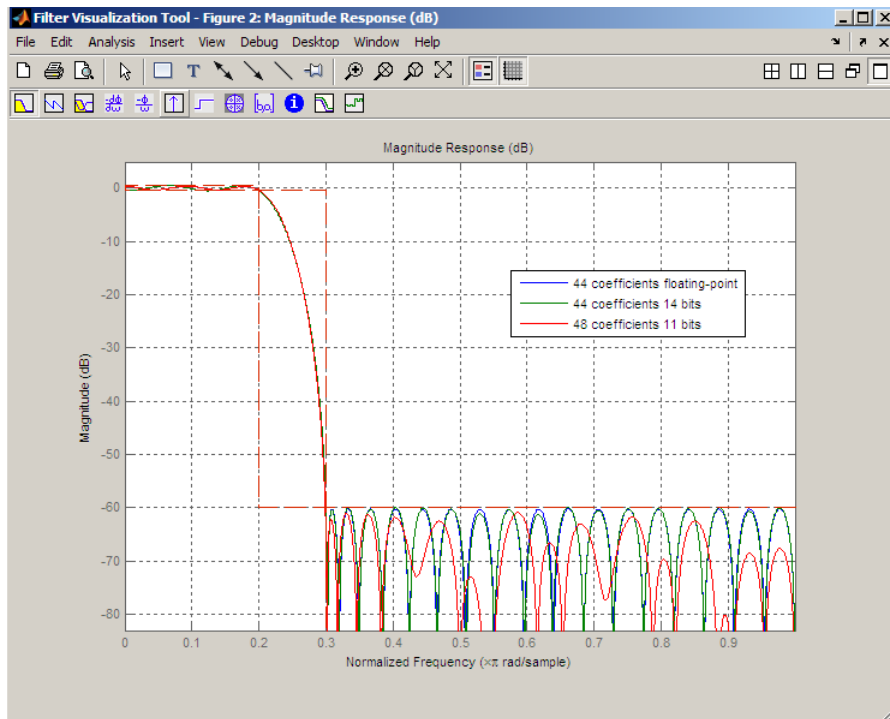 Filter Visualization Tool - Figure 2: Magnitude Response (dB)
File Edit Analysis Insert View Debug Desktop Window Help
Magnitude Response (dB)
0
-10
-20
-30
-40
-50
-60
-70
-80
Magnitude (dB)
44 coefficients floating-point
44 coefficients 14 bits
48 coefficients 11 bits
0 0.1 0.2 0.3 0.4 0.5 0.6 0.7 0.8 0.9
Normalized Frequency (×π rad/sample)